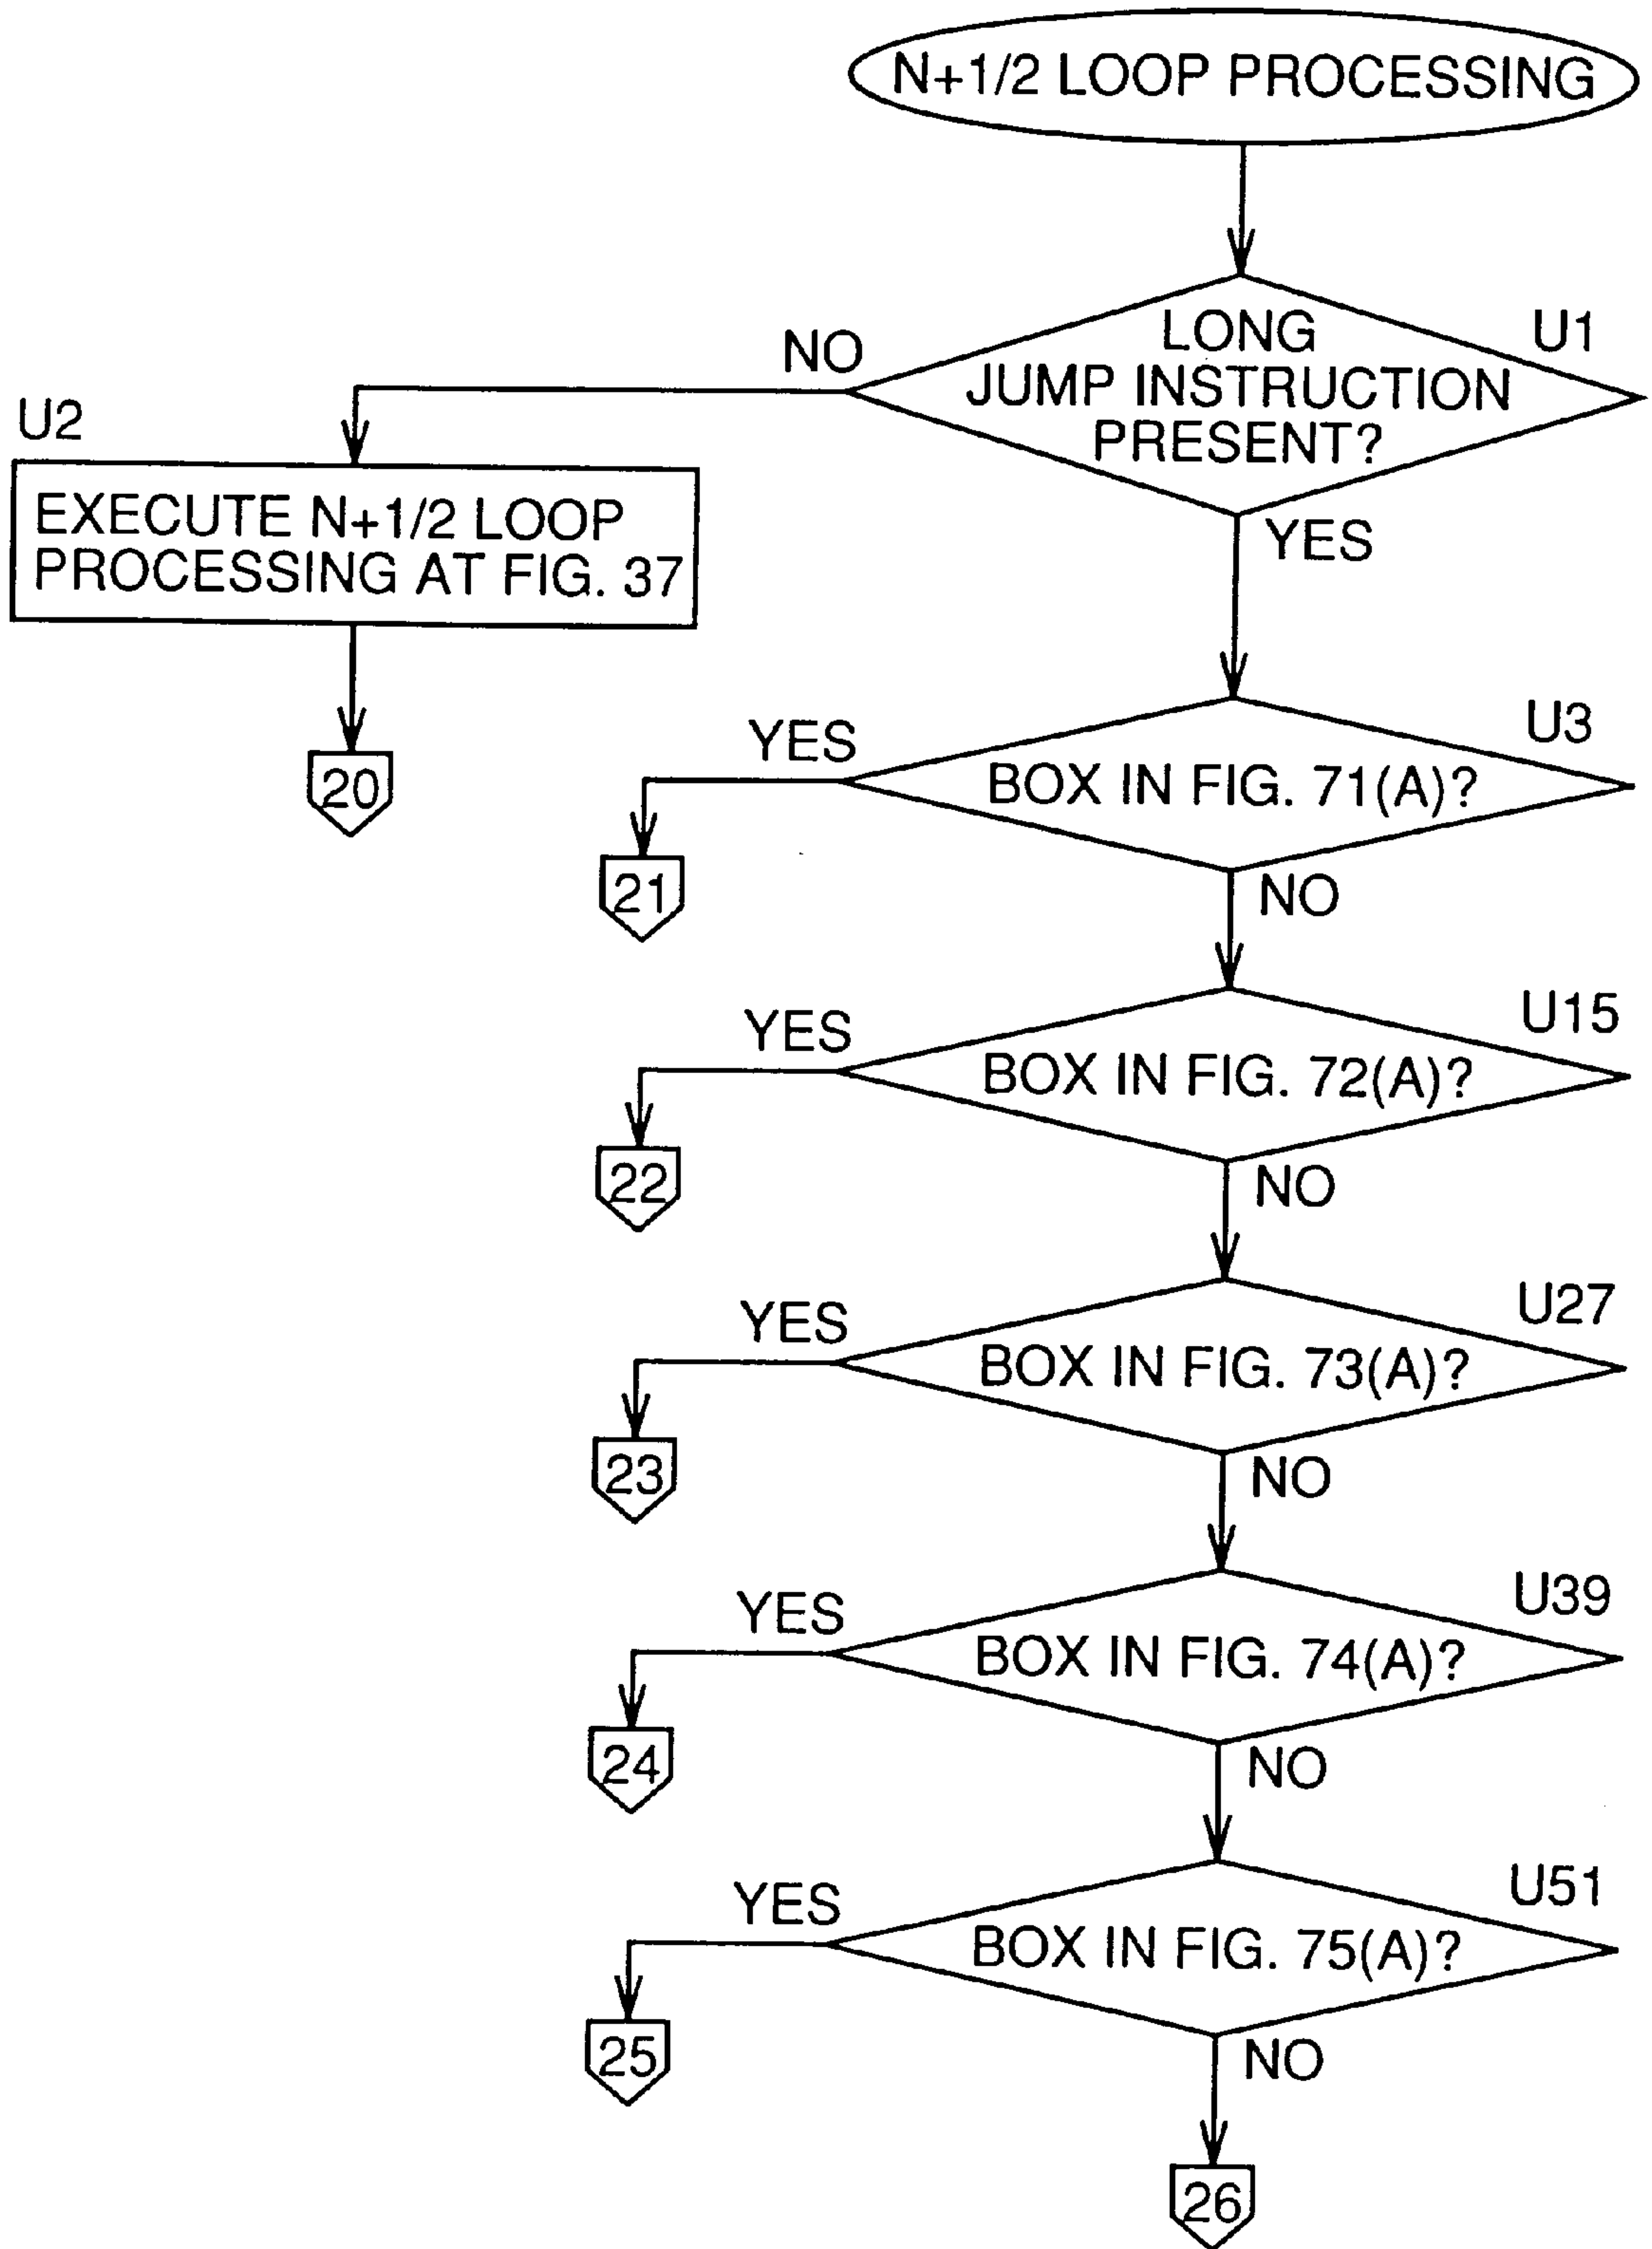 N+1/2 LOOP PROCESSING
LONG
JUMP INSTRUCTION
PRESENT?
U1
NO
YES
U2
EXECUTE N+1/2 LOOP
PROCESSING AT FIG. 37
20
BOX IN FIG. 71(A)?
U3
YES
21
NO
BOX IN FIG. 72(A)?
U15
YES
22
NO
BOX IN FIG. 73(A)?
U27
YES
23
NO
BOX IN FIG. 74(A)?
U39
YES
24
NO
BOX IN FIG. 75(A)?
U51
YES
25
NO
26